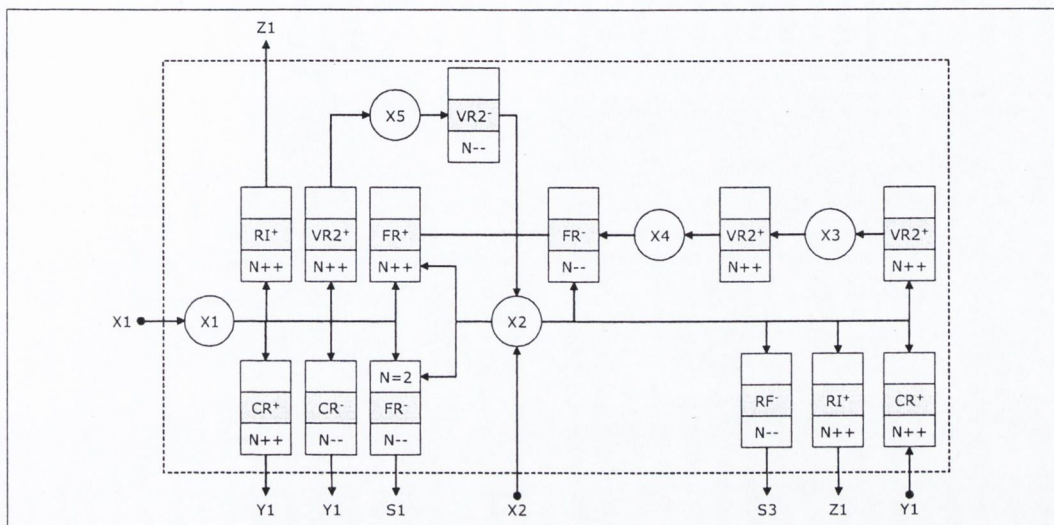 Z1
X5
VR2-
N--
RI+ VR2+ FR+ FR- X4 VR2+ X3 VR2+
N++ N++ N++ N-- N++ N++
X1 X1 X2
N=2
CR+ CR- FR- RF- RI+ CR+
N++ N-- N-- N-- N++ N++
Y1 Y1 S1 X2 S3 Z1 Y1